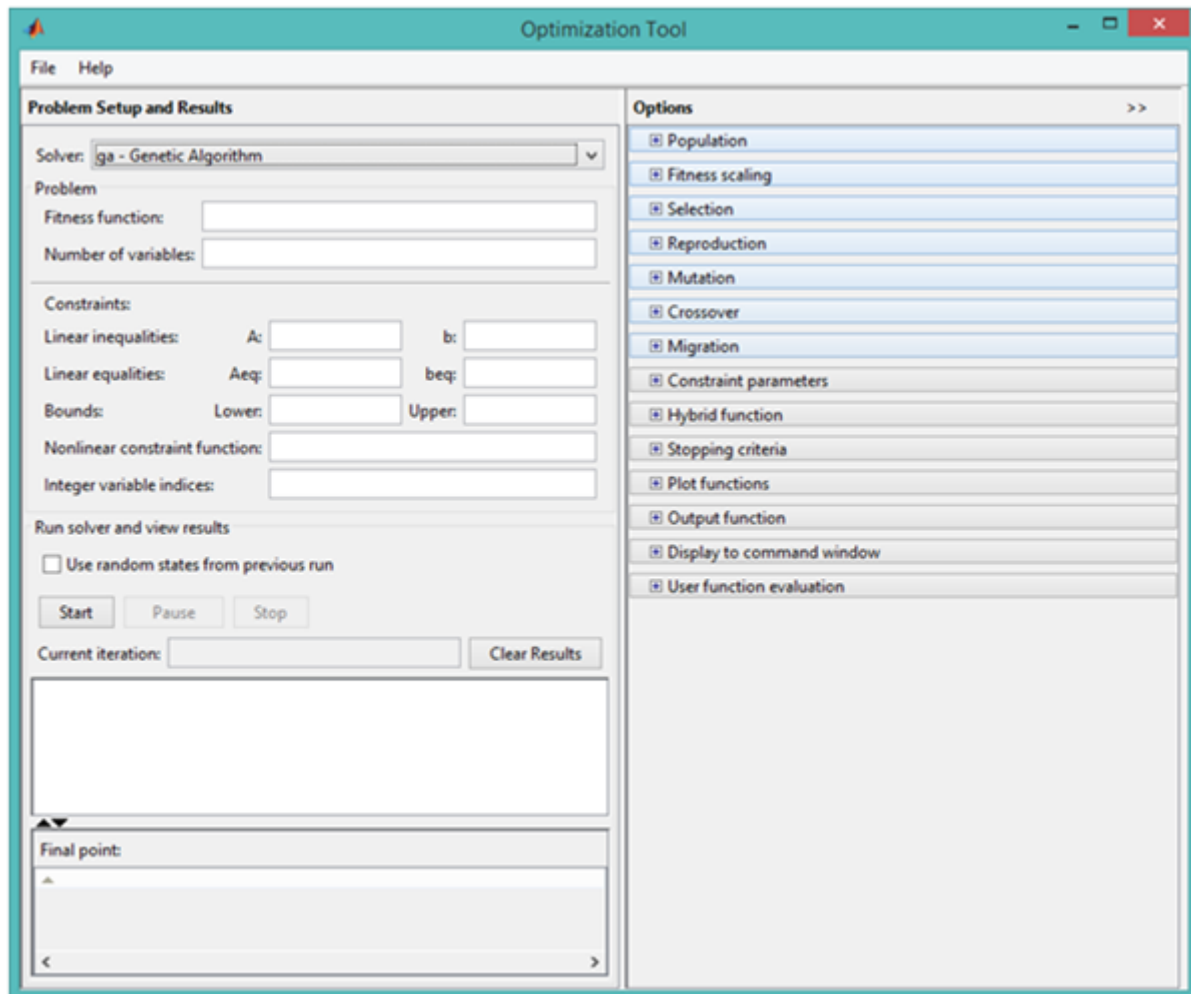 Optimization Tool
File Help
Problem Setup and Results
Solver: ga - Genetic Algorithm
Problem
Fitness function:
Number of variables:
Constraints:
Linear inequalities: A: b:
Linear equalities: Aeq: beq:
Bounds: Lower: Upper:
Nonlinear constraint function:
Integer variable indices:
Run solver and view results
Use random states from previous run
Start Pause Stop
Current iteration: Clear Results
Final point:
Options >>
Population
Fitness scaling
Selection
Reproduction
Mutation
Crossover
Migration
Constraint parameters
Hybrid function
Stopping criteria
Plot functions
Output function
Display to command window
User function evaluation